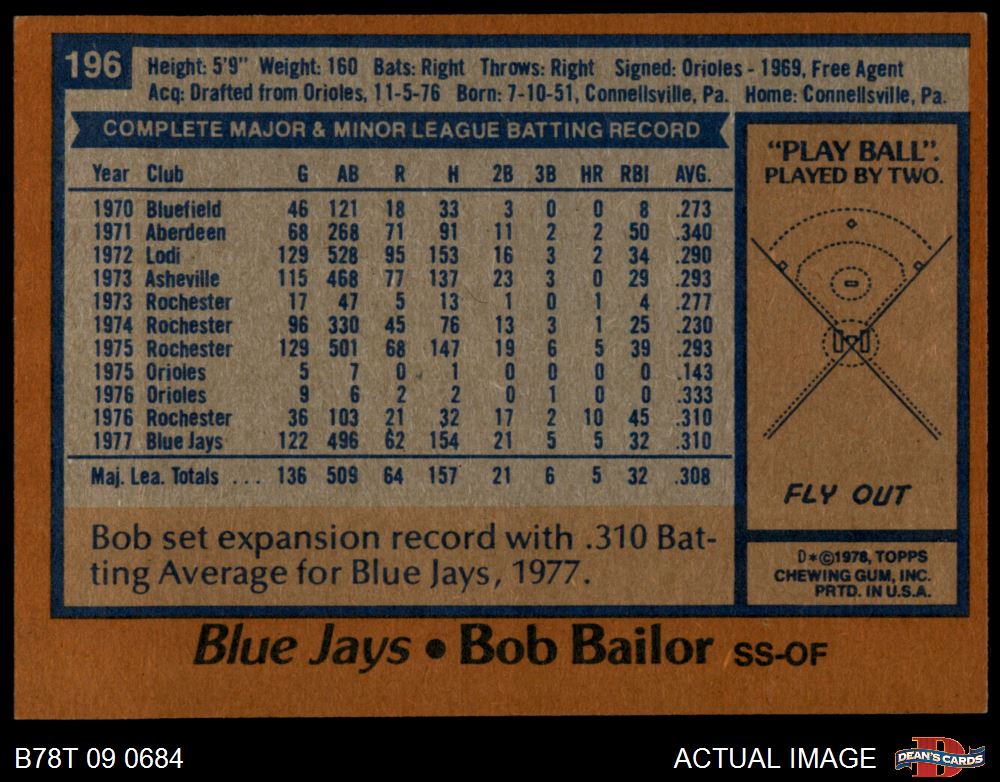 196
Height: 5'9" Weight: 160 Bats: Right Throws: Right Signed: Orioles - 1969, Free Agent
Acq: Drafted from Orioles, 11-5-76 Born: 7-10-51, Connellsville, Pa. Home: Connellsville, Pa.
COMPLETE MAJOR & MINOR LEAGUE BATTING RECORD
Year Club G AB R H 2B 3B HR RBI AVG.
1970 Bluefield 46 121 18 33 3 0 0 8 .273
1971 Aberdeen 68 268 71 91 11 2 2 50 .340
1972 Lodi 129 528 95 153 16 3 2 34 .290
1973 Asheville 115 468 77 137 23 3 0 29 .293
1973 Rochester 17 47 5 13 1 0 1 4 .277
1974 Rochester 96 330 45 76 13 3 1 25 .230
1975 Rochester 129 501 68 147 19 6 5 39 .293
1975 Orioles 5 7 0 1 0 0 0 0 .143
1976 Orioles 9 6 2 2 0 1 0 0 .333
1976 Rochester 36 103 21 32 17 2 10 45 .310
1977 Blue Jays 122 496 62 154 21 5 5 32 .310
Maj. Lea. Totals ... 136 509 64 157 21 6 5 32 .308
Bob set expansion record with .310 Bat-
ting Average for Blue Jays, 1977.
"PLAY BALL".
PLAYED BY TWO.
FLY OUT
D*©1978, TOPPS
CHEWING GUM, INC.
PRTD. IN U.S.A.
Blue Jays • Bob Bailor SS-OF
B78T 09 0684
ACTUAL IMAGE
DEAN'S CARDS